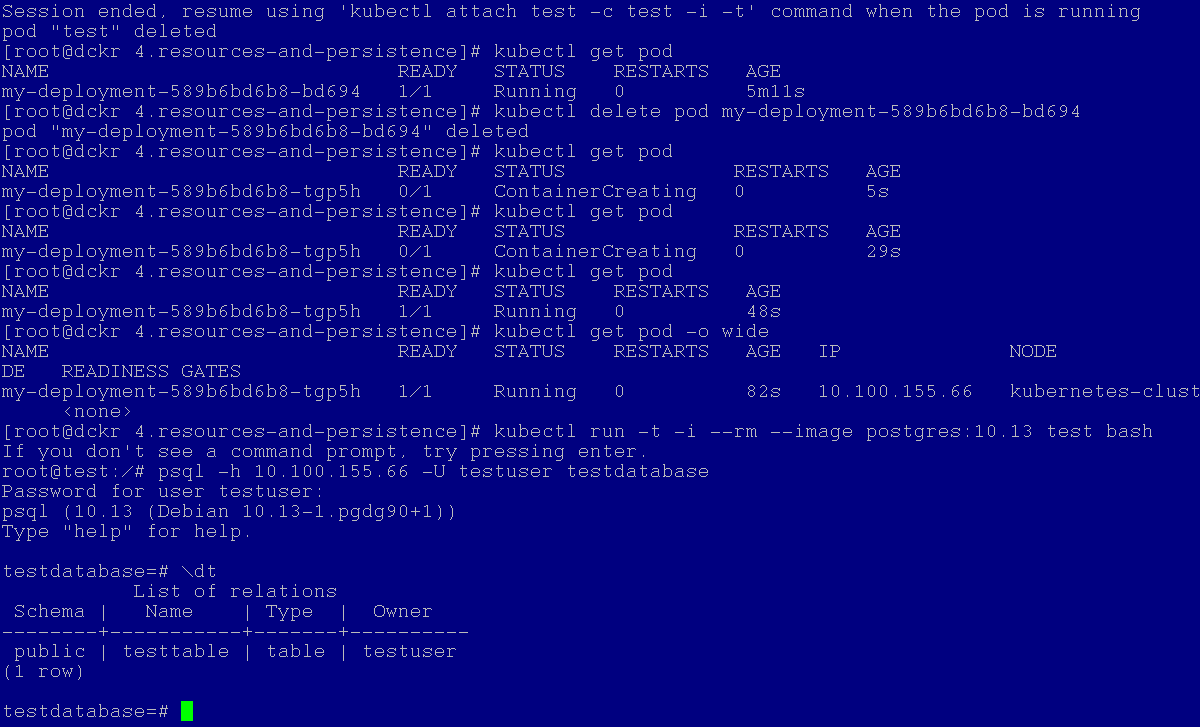 Session ended, resume using 'kubectl attach test -c test -i -t' command when the pod is running
pod "test" deleted
[root@dckr 4.resources-and-persistence]# kubectl get pod
NAME                             READY   STATUS    RESTARTS   AGE
my-deployment-589b6bd6b8-bd694   1/1     Running   0          5m11s
[root@dckr 4.resources-and-persistence]# kubectl delete pod my-deployment-589b6bd6b8-bd694
pod "my-deployment-589b6bd6b8-bd694" deleted
[root@dckr 4.resources-and-persistence]# kubectl get pod
NAME                             READY   STATUS              RESTARTS   AGE
my-deployment-589b6bd6b8-tgp5h   0/1     ContainerCreating   0          5s
[root@dckr 4.resources-and-persistence]# kubectl get pod
NAME                             READY   STATUS              RESTARTS   AGE
my-deployment-589b6bd6b8-tgp5h   0/1     ContainerCreating   0          29s
[root@dckr 4.resources-and-persistence]# kubectl get pod
NAME                             READY   STATUS    RESTARTS   AGE
my-deployment-589b6bd6b8-tgp5h   1/1     Running   0          48s
[root@dckr 4.resources-and-persistence]# kubectl get pod -o wide
NAME                             READY   STATUS    RESTARTS   AGE   IP              NODE
DE   READINESS GATES
my-deployment-589b6bd6b8-tgp5h   1/1     Running   0          82s   10.100.155.66   kubernetes-clust
     <none>
[root@dckr 4.resources-and-persistence]# kubectl run -t -i --rm --image postgres:10.13 test bash
If you don't see a command prompt, try pressing enter.
root@test:/# psql -h 10.100.155.66 -U testuser testdatabase
Password for user testuser:
psql (10.13 (Debian 10.13-1.pgdg90+1))
Type "help" for help.
testdatabase=# \dt
           List of relations
 Schema |   Name    | Type  |  Owner
--------+-----------+-------+----------
 public | testtable | table | testuser
(1 row)
testdatabase=#